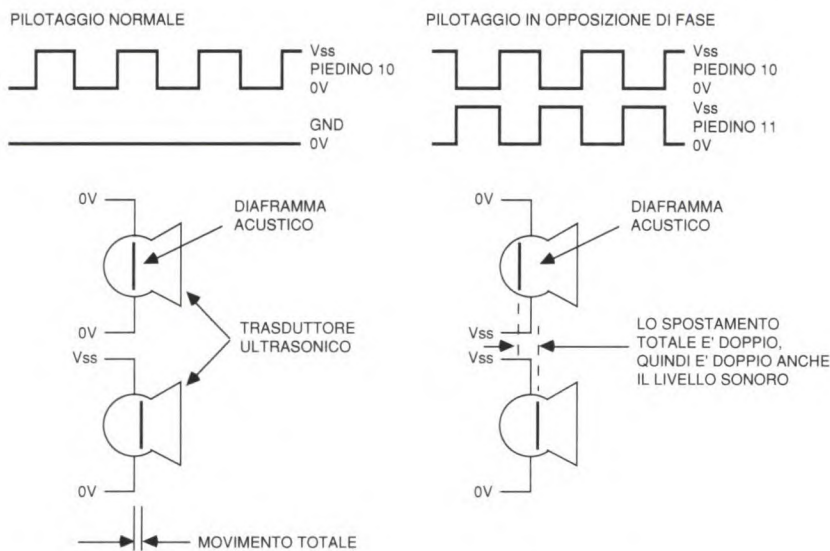 PILOTAGGIO NORMALE
Vss
PIEDINO 10
0V
GND
0V
0V
DIAFRAMMA
ACUSTICO
0V
Vss
TRASDUTTORE
ULTRASONICO
0V
MOVIMENTO TOTALE
PILOTAGGIO IN OPPOSIZIONE DI FASE
Vss
PIEDINO 10
0V
Vss
PIEDINO 11
0V
0V
DIAFRAMMA
ACUSTICO
Vss
Vss
LO SPOSTAMENTO
TOTALE E' DOPPIO,
QUINDI E' DOPPIO ANCHE
IL LIVELLO SONORO
0V